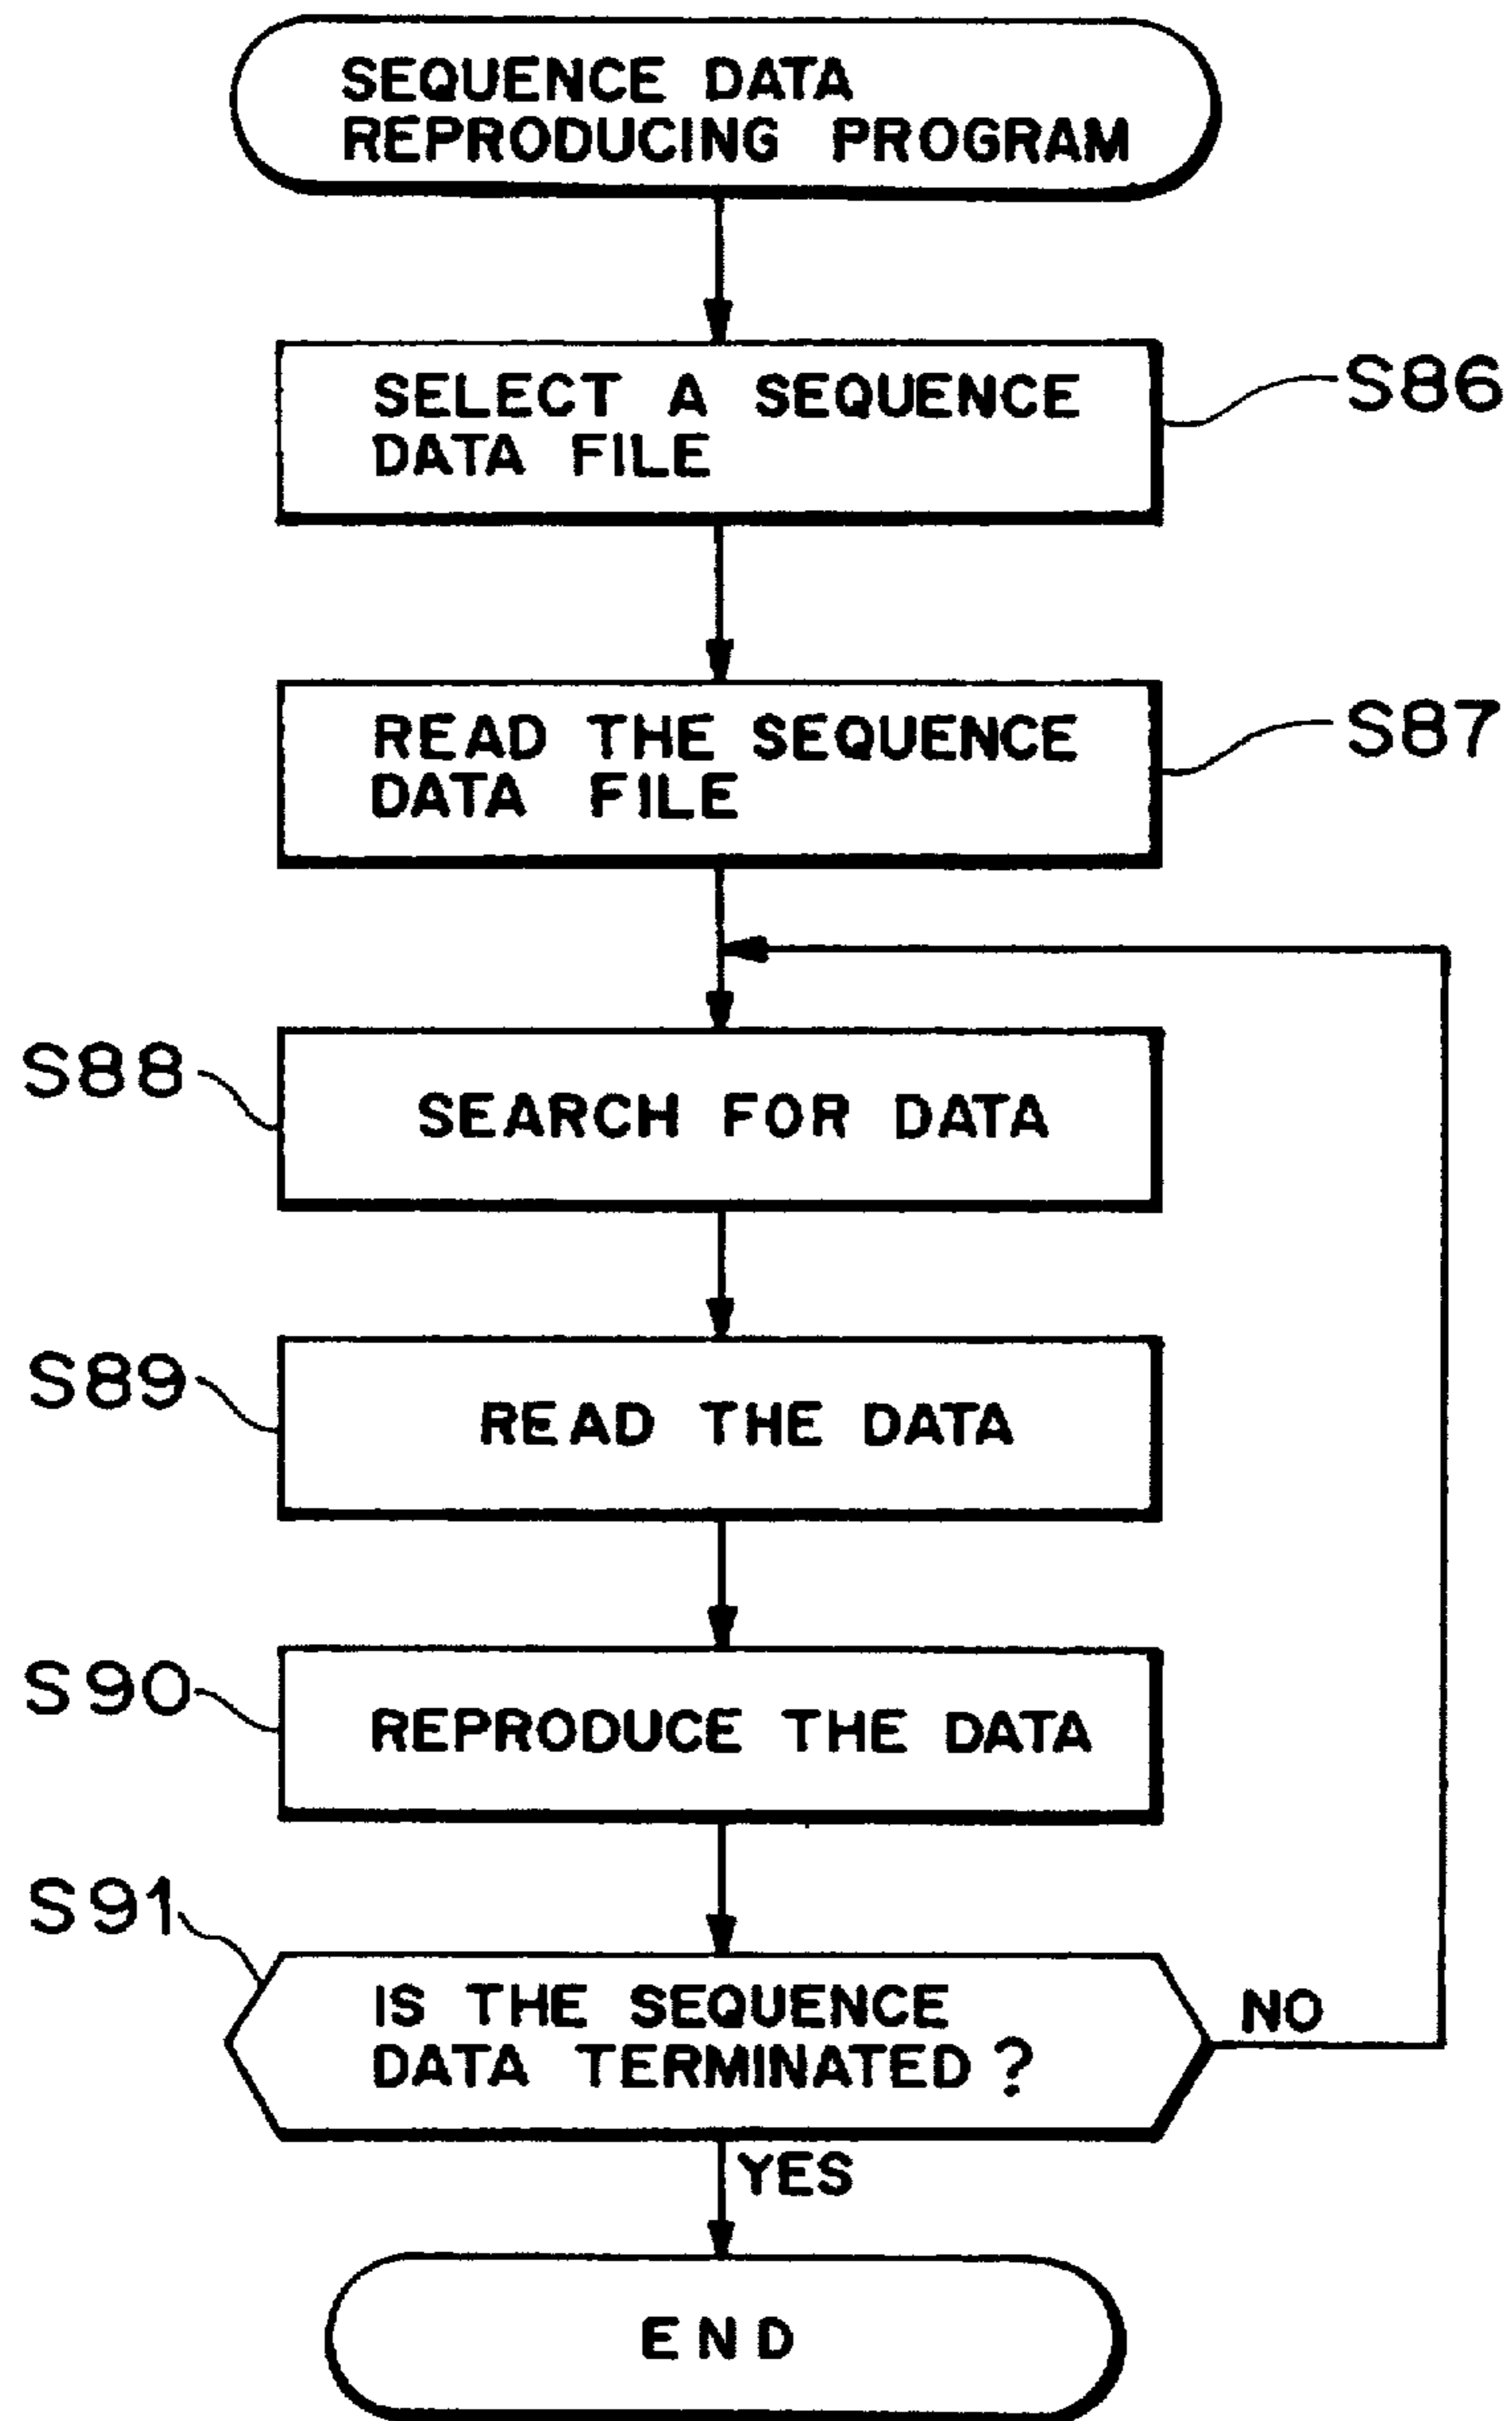 SEQUENCE DATA
REPRODUCING PROGRAM
SELECT A SEQUENCE
DATA FILE
S86
READ THE SEQUENCE
DATA FILE
S87
S88
SEARCH FOR DATA
S89
READ THE DATA
S90
REPRODUCE THE DATA
S91
IS THE SEQUENCE
DATA TERMINATED?
NO
YES
END